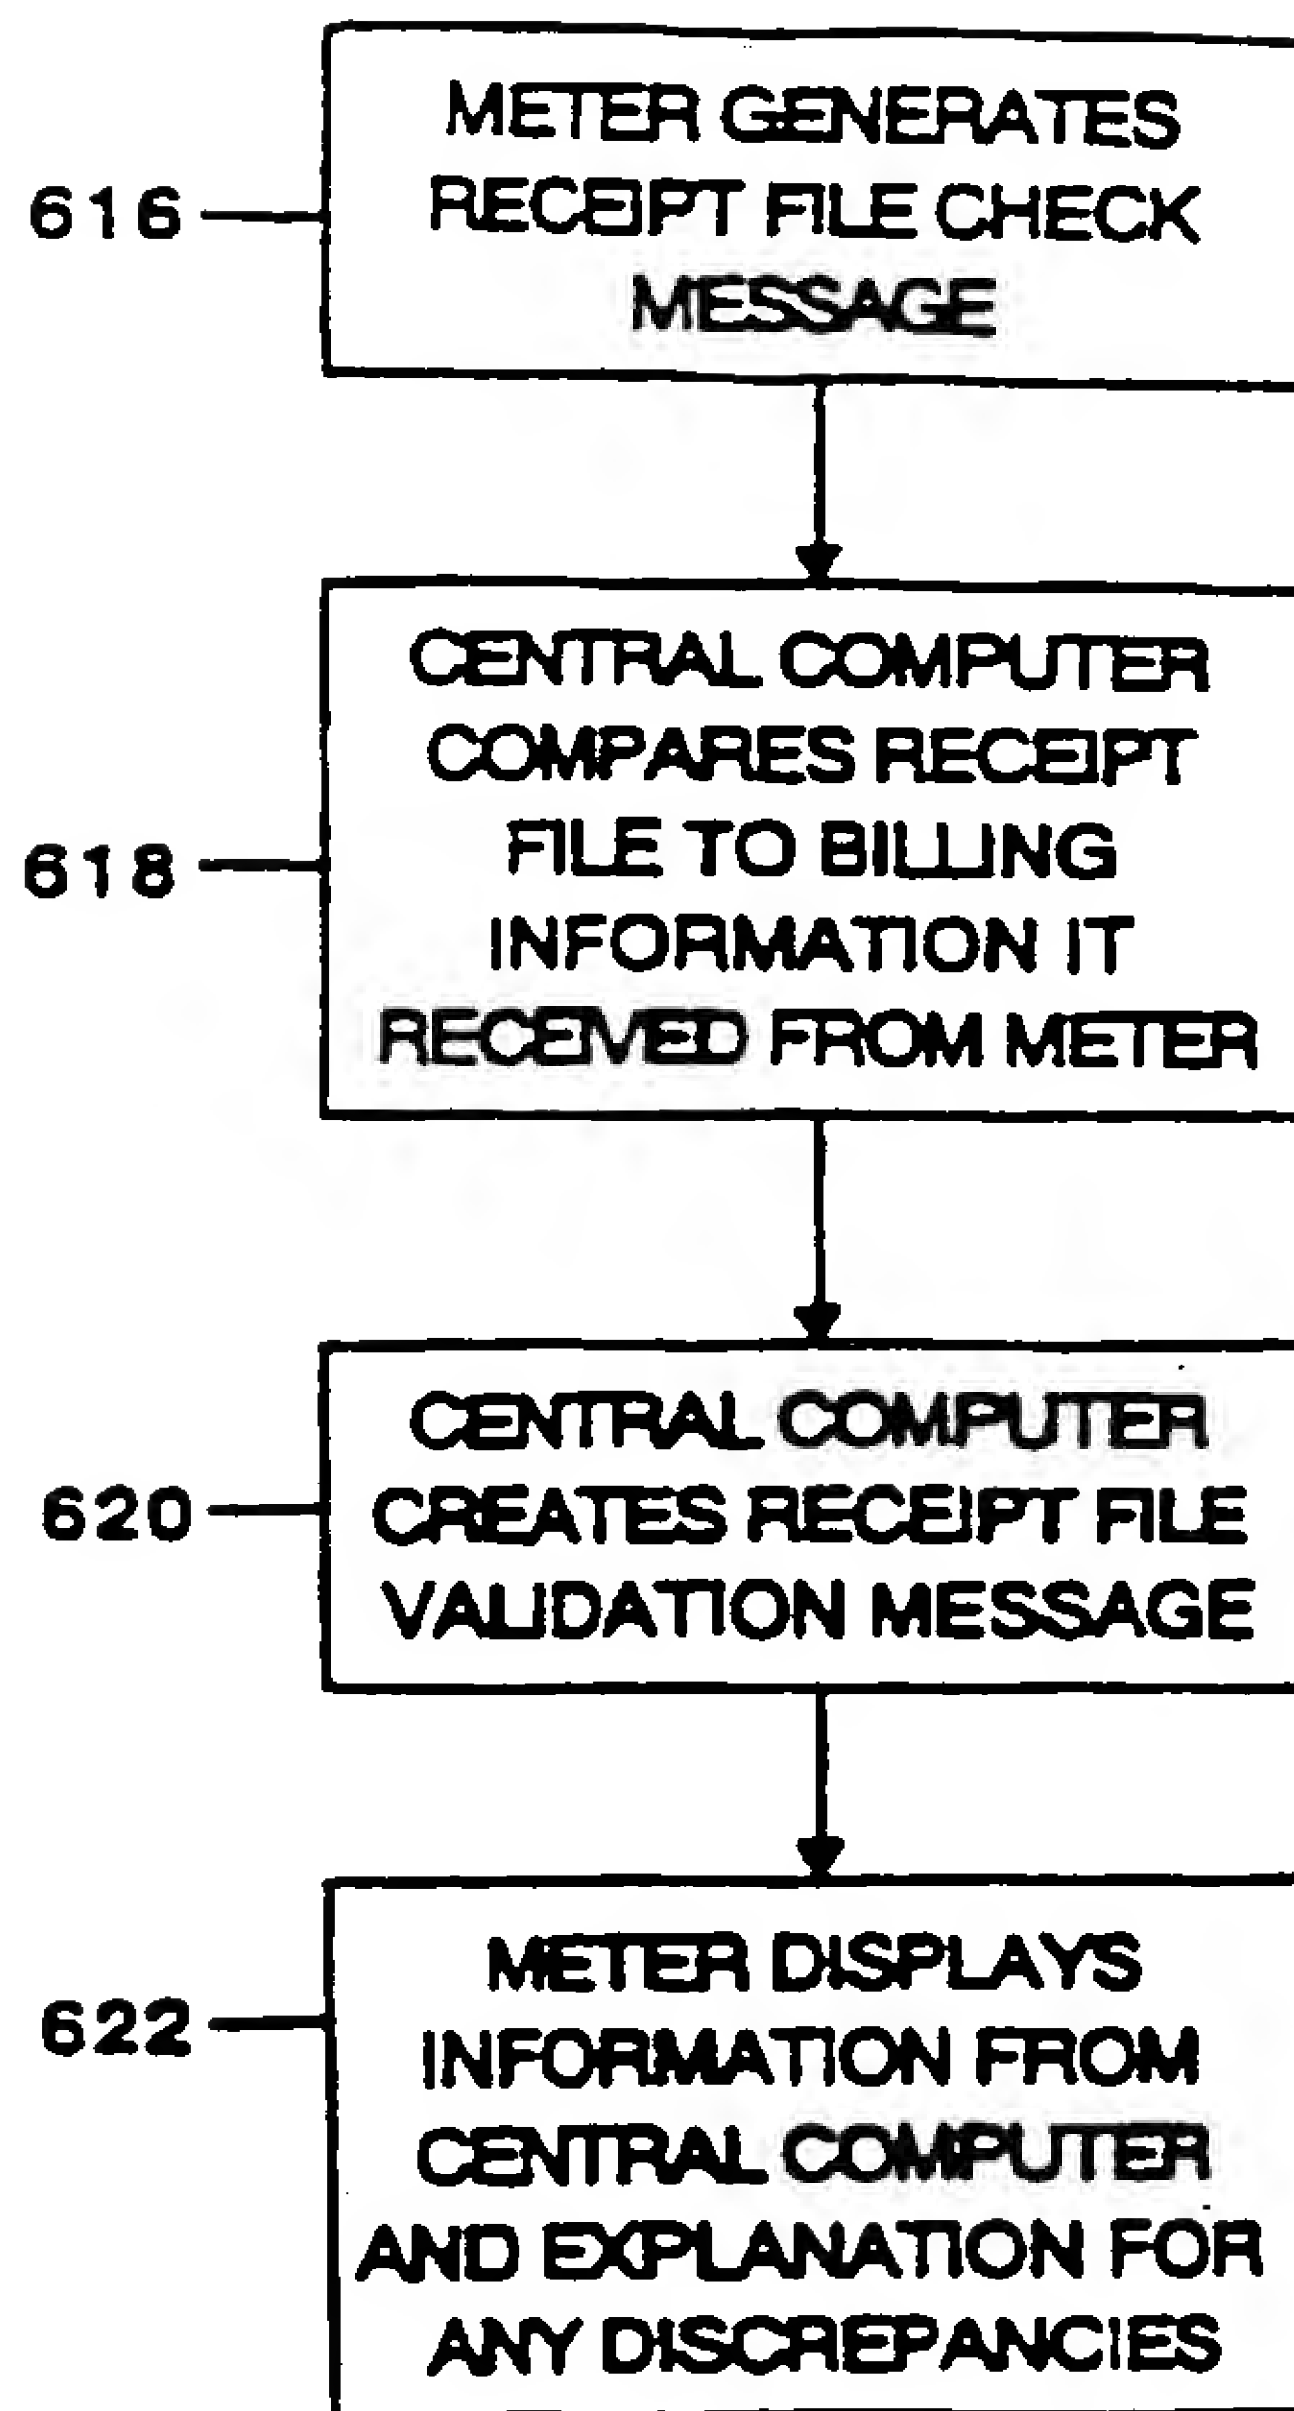 METER GENERATES
RECEIPT FILE CHECK
MESSAGE
616
CENTRAL COMPUTER
COMPARES RECEIPT
FILE TO BILLING
INFORMATION IT
RECEIVED FROM METER
618
CENTRAL COMPUTER
CREATES RECEIPT FILE
VALIDATION MESSAGE
620
METER DISPLAYS
INFORMATION FROM
CENTRAL COMPUTER
AND EXPLANATION FOR
ANY DISCREPANCIES
622